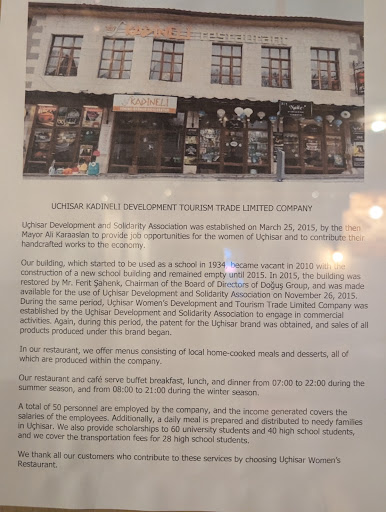 KADINELI restaurant
KADINELI
UÇHISAR KADINELI DEVELOPMENT TOURISM TRADE LIMITED COMPANY
Uçhisar Development and Solidarity Association was established on March 25, 2015, by the then
Mayor Ali Karaaslan to provide job opportunities for the women of Uçhisar and to contribute their
handcrafted works to the economy.
Our building, which started to be used as a school in 1934, became vacant in 2010 with the
construction of a new school building and remained empty until 2015. In 2015, the building was
restored by Mr. Ferit Şahenk, Chairman of the Board of Directors of Doğuş Group, and was made
available for the use of Uçhisar Development and Solidarity Association on November 26, 2015.
During the same period, Uçhisar Women's Development and Tourism Trade Limited Company was
established by the Uçhisar Development and Solidarity Association to engage in commercial
activities. Again, during this period, the patent for the Uçhisar brand was obtained, and sales of all
products produced under this brand began.
In our restaurant, we offer menus consisting of local home-cooked meals and desserts, all of
which are produced within the company.
Our restaurant and café serve buffet breakfast, lunch, and dinner from 07:00 to 22:00 during the
summer season, and from 08:00 to 21:00 during the winter season.
A total of 50 personnel are employed by the company, and the income generated covers the
salaries of the employees. Additionally, a daily meal is prepared and distributed to needy families
in Uçhisar. We also provide scholarships to 60 university students and 40 high school students,
and we cover the transportation fees for 28 high school students.
We thank all our customers who contribute to these services by choosing Uçhisar Women's
Restaurant.